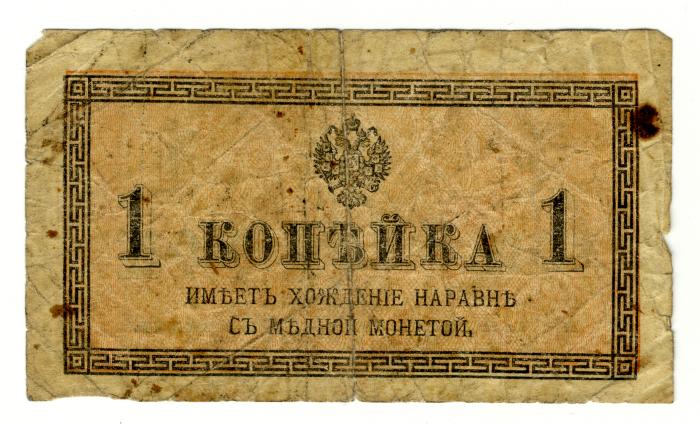 1 КОПѢЙКА 1
ИМѢЕТЪ ХОЖДЕНІЕ НАРАВНѢ
СЪ МѢДНОЙ МОНЕТОЙ.